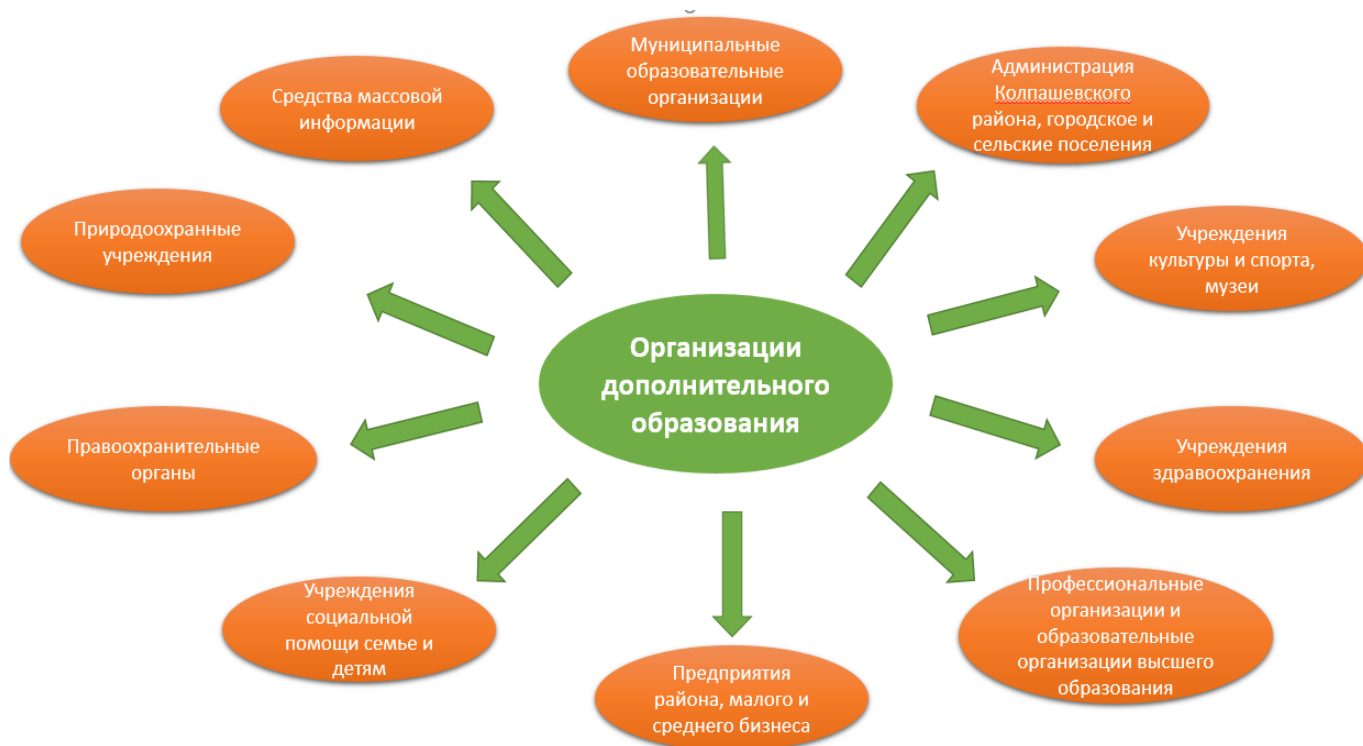 Муниципальные
образовательные
организации
Администрация
Колпашевского
района, городское и
сельские поселения
Средства массовой
информации
Природоохранные
учреждения
Учреждения
культуры и спорта,
музеи
Организации
дополнительного
образования
Правоохранительные
органы
Учреждения
здравоохранения
Учреждения
социальной
помощи семье и
детям
Предприятия
района, малого и
среднего бизнеса
Профессиональные
организации и
образовательные
организации высшего
образования